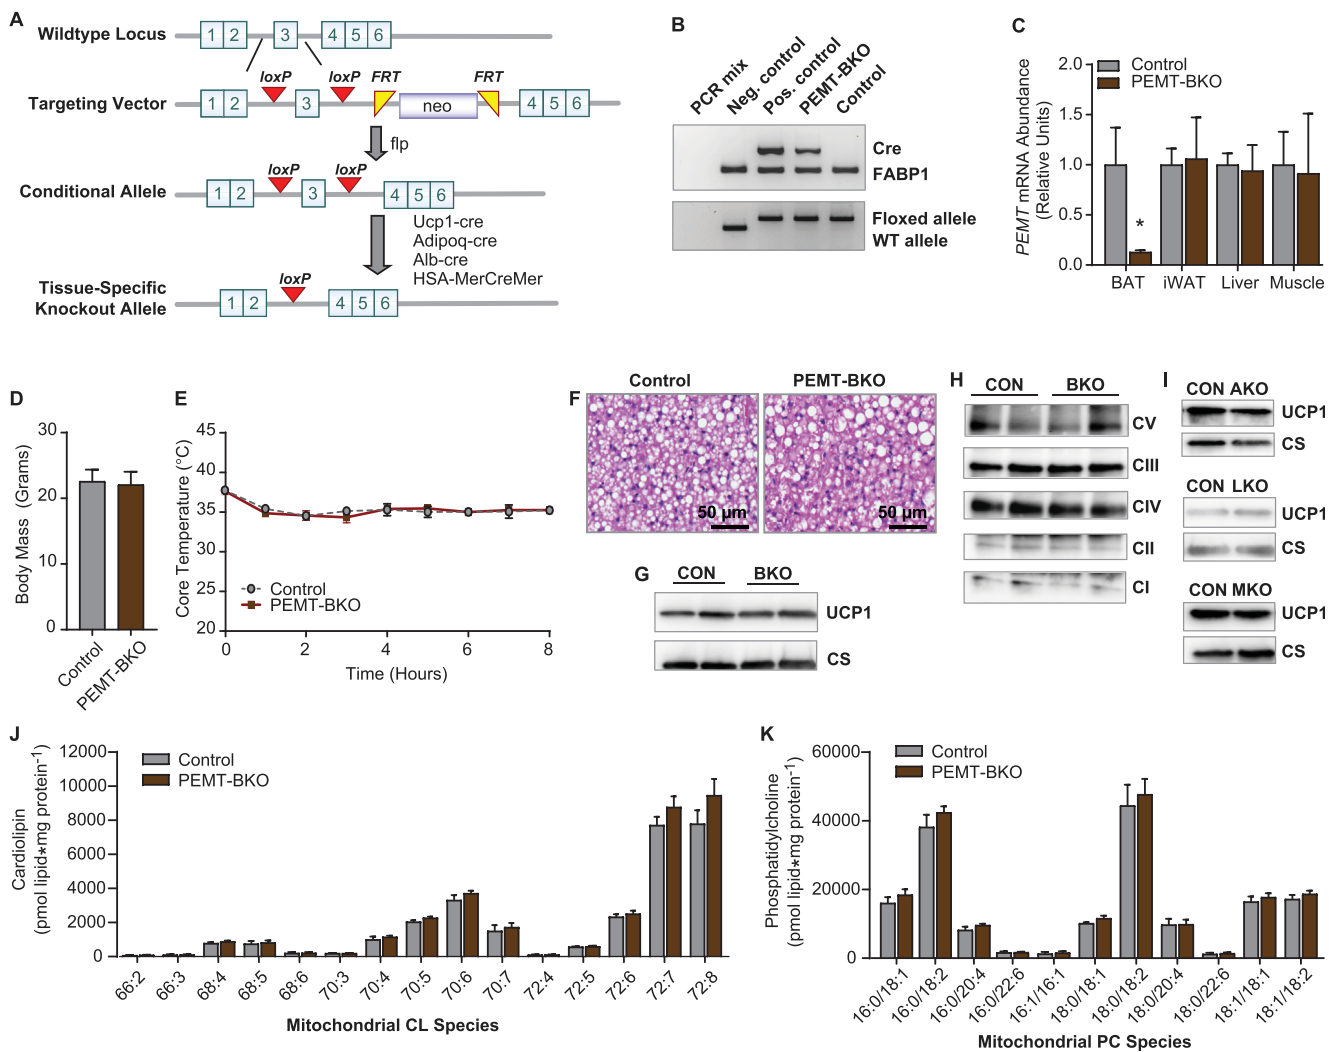 A
Wildtype Locus
1 2 3 4 5 6
loxP loxP FRT FRT
Targeting Vector
1 2 3 neo 4 5 6
flp
loxP loxP
Conditional Allele
1 2 3 4 5 6
Ucp1-cre
Adipoq-cre
Alb-cre
HSA-MerCreMer
loxP
Tissue-Specific
Knockout Allele
1 2 4 5 6
B
PCR mix
Neg. control
Pos. control
PEMT-BKO
Control
Cre
FABP1
Floxed allele
WT allele
C
PEMT mRNA Abundance
(Relative Units)
2.0
1.5
1.0
0.5
0.0
Control
PEMT-BKO
*
BAT iWAT Liver Muscle
D
Body Mass (Grams)
30
20
10
0
Control
PEMT-BKO
E
Core Temperature (°C)
45
40
35
35
30
25
20
Control
PEMT-BKO
0 2 4 6 8
Time (Hours)
F
Control PEMT-BKO
50 µm 50 µm
G
CON BKO
UCP1
CS
H
CON BKO
CV
CIII
CIV
CII
CI
I
CON AKO
UCP1
CS
CON LKO
UCP1
CS
CON MKO
UCP1
CS
J
Cardiolipin
(pmol lipid*mg protein⁻¹)
12000
10000
8000
6000
4000
2000
0
Control
PEMT-BKO
66:2 66:3 68:4 68:5 68:6 70:3 70:4 70:5 70:6 70:7 72:4 72:5 72:6 72:7 72:8
Mitochondrial CL Species
K
Phosphatidylcholine
(pmol lipid*mg protein⁻¹)
60000
40000
20000
0
Control
PEMT-BKO
16:0/18:1 16:0/18:2 16:0/20:4 16:0/22:6 16:1/16:1 18:0/18:1 18:0/18:2 18:0/20:4 18:0/22:6 18:1/18:1 18:1/18:2
Mitochondrial PC Species